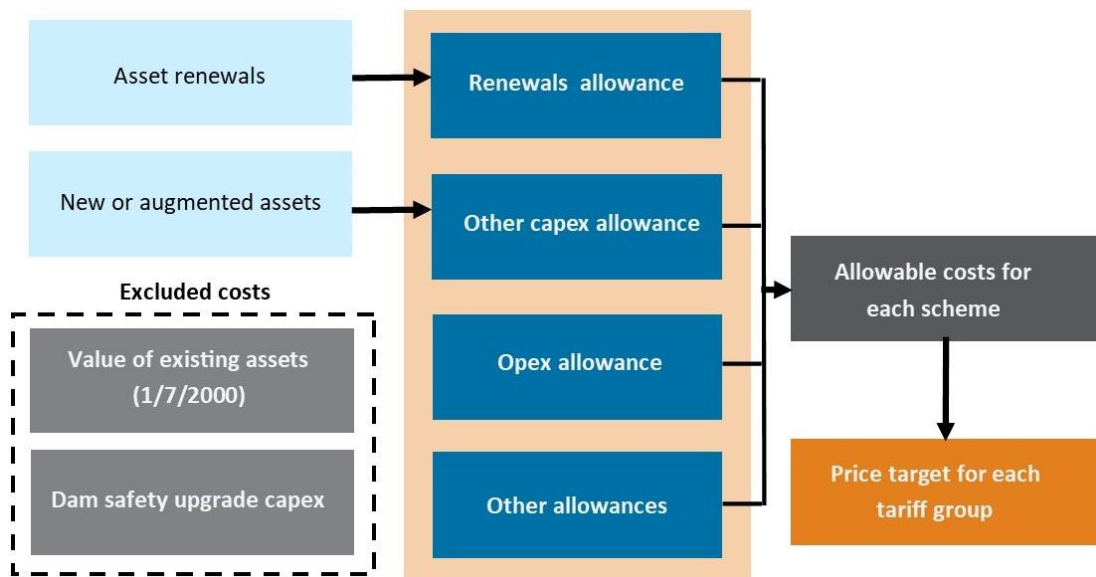 Asset renewals
New or augmented assets
Excluded costs
Value of existing assets
(1/7/2000)
Dam safety upgrade capex
Renewals allowance
Other capex allowance
Opex allowance
Other allowances
Allowable costs for
each scheme
Price target for each
tariff group